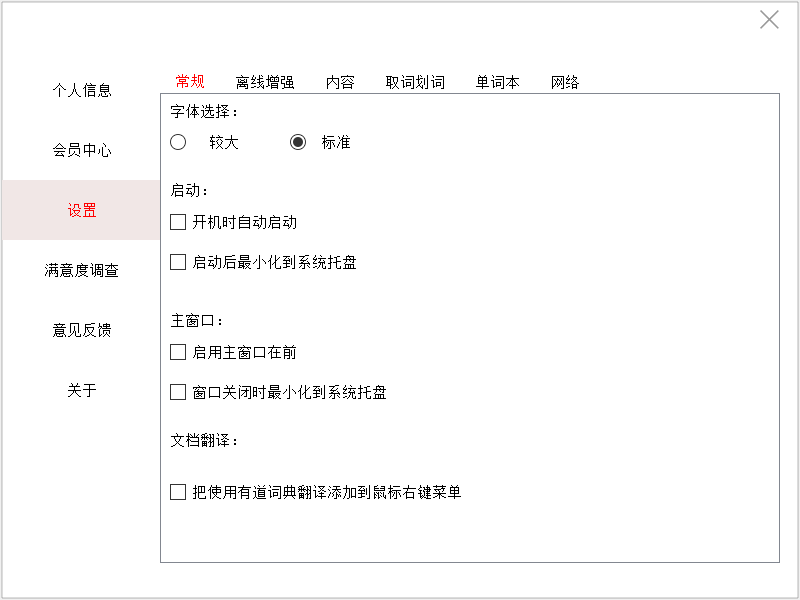 常规 离线增强 内容 取词划词 单词本 网络
个人信息
会员中心
设置
满意度调查
意见反馈
关于
字体选择：
较大 标准
启动：
开机时自动启动
启动后最小化到系统托盘
主窗口：
启用主窗口在前
窗口关闭时最小化到系统托盘
文档翻译：
把使用有道词典翻译添加到鼠标右键菜单